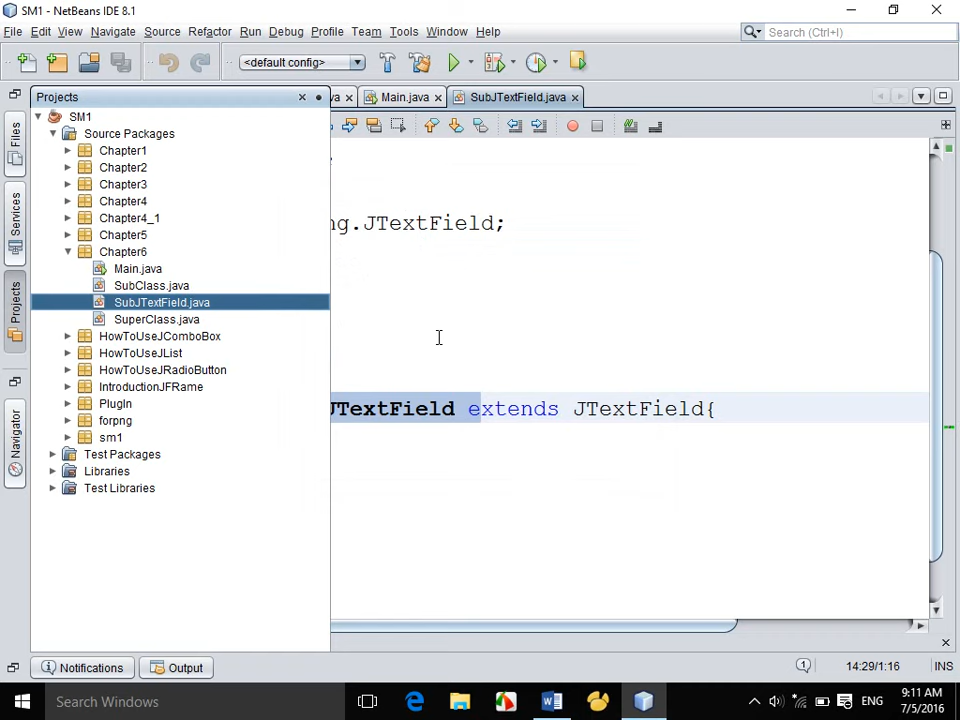 SM1 - NetBeans IDE 8.1
File Edit View Navigate Source Refactor Run Debug Profile Team Tools Window Help
Search (Ctrl+I)
<default config>
Projects
Main.java
SubJTextField.java
SM1
Source Packages
Chapter1
Chapter2
Chapter3
Chapter4
Chapter4_1
Chapter5
Chapter6
Main.java
SubClass.java
SubJTextField.java
SuperClass.java
HowToUseJComboBox
HowToUseJList
HowToUseJRadioButton
IntroductionJFRame
PlugIn
forpng
sm1
Test Packages
Libraries
Test Libraries
Files
Services
Projects
Navigator
ng.JTextField;
JTextField extends JTextField{
Notifications
Output
1
14:29/1:16
INS
Search Windows
ENG
9:11 AM
7/5/2016